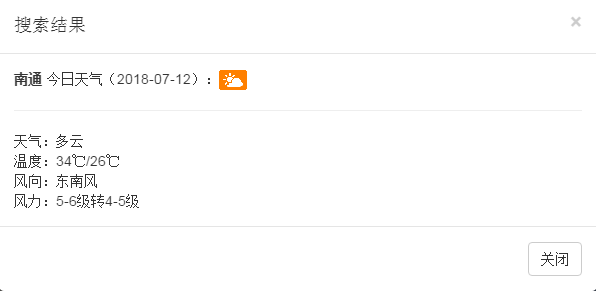 搜索结果 ×
南通 今日天气（2018-07-12）：
天气：多云
温度：34℃/26℃
风向：东南风
风力：5-6级转4-5级
关闭